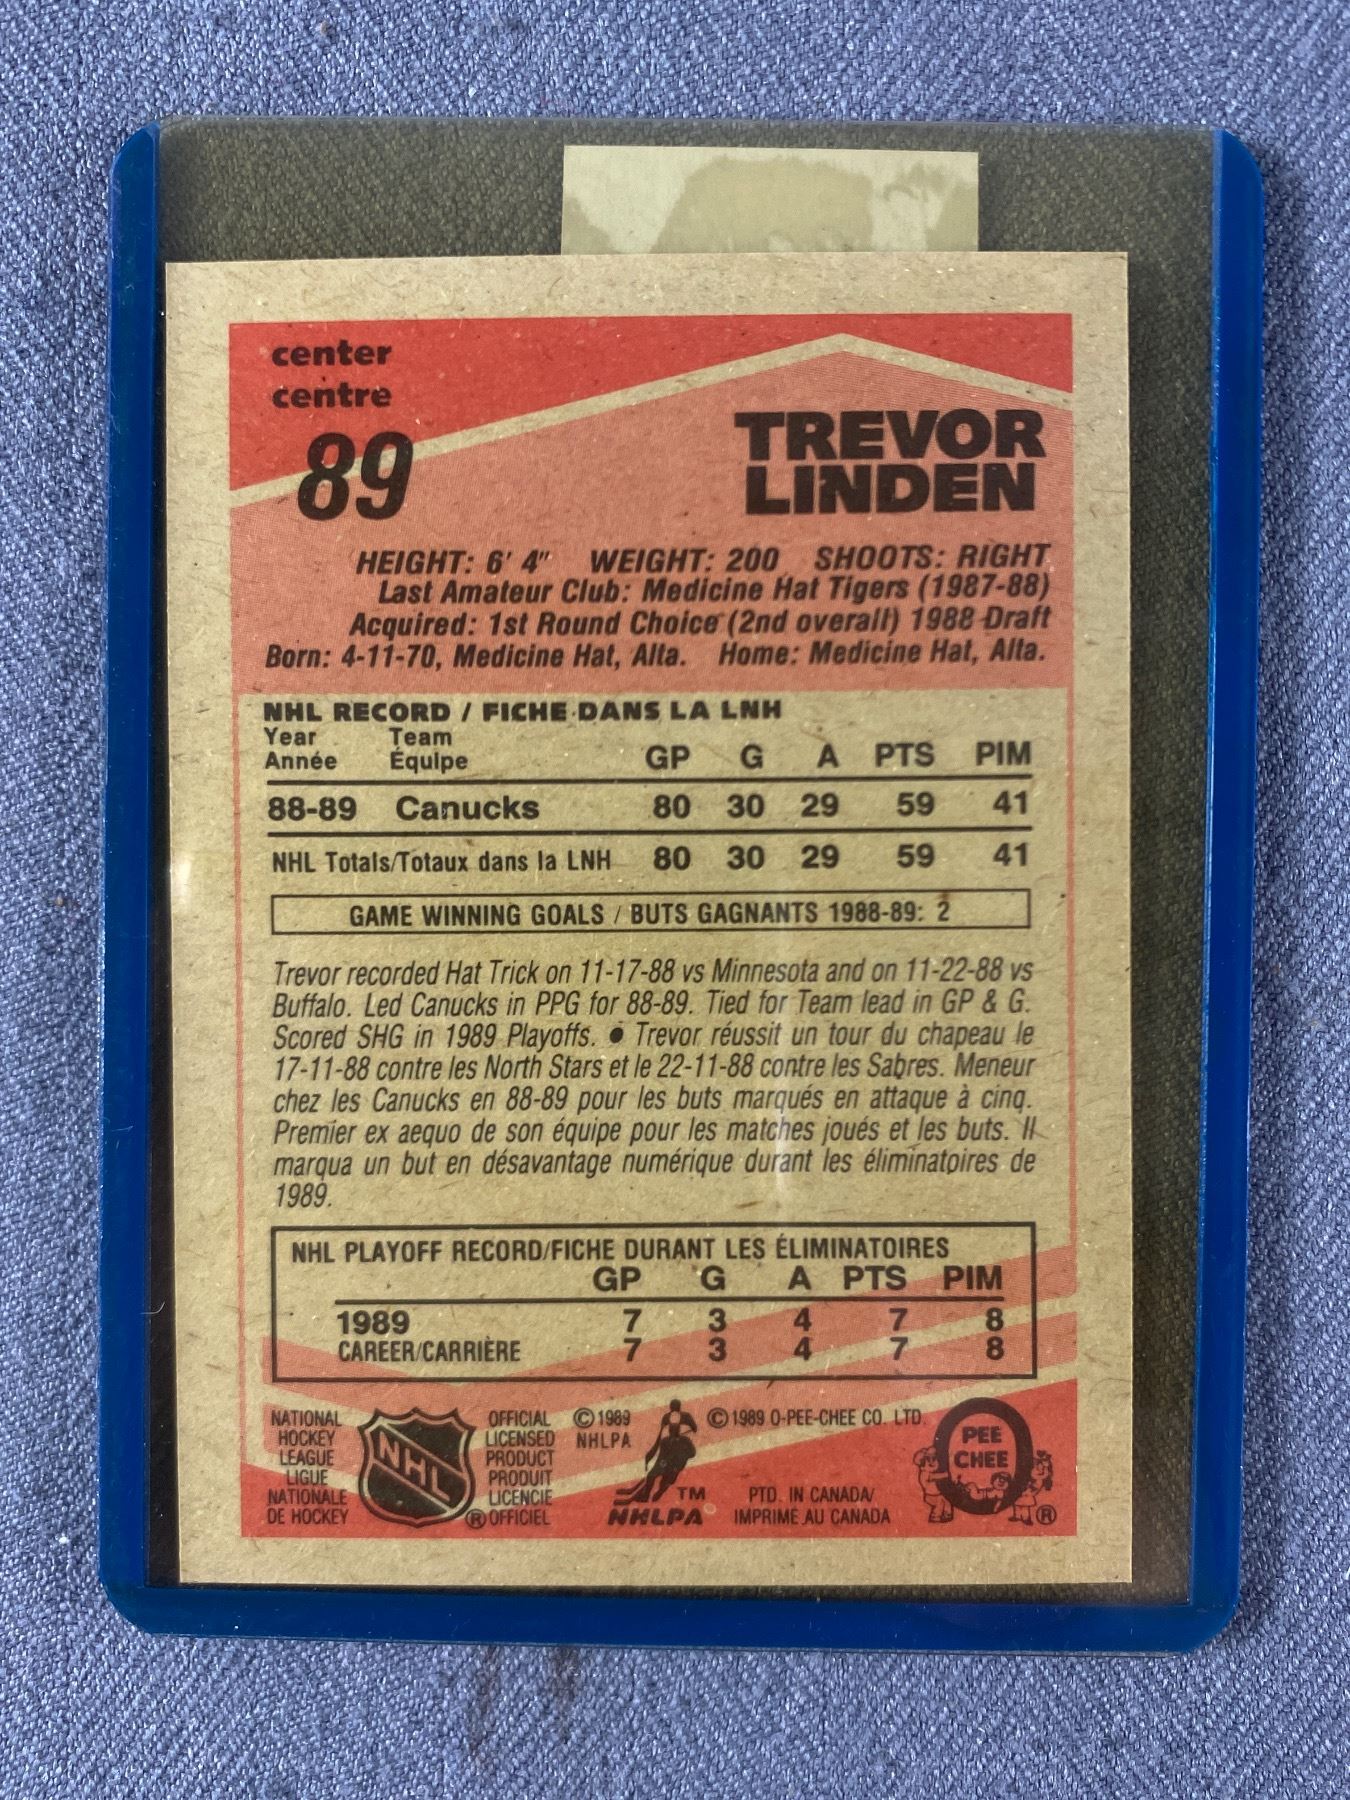 center
centre
89
TREVOR
LINDEN
HEIGHT: 6' 4" WEIGHT: 200 SHOOTS: RIGHT
Last Amateur Club: Medicine Hat Tigers (1987-88)
Acquired: 1st Round Choice (2nd overall) 1988 Draft
Born: 4-11-70, Medicine Hat, Alta. Home: Medicine Hat, Alta.
NHL RECORD / FICHE DANS LA LNH
Year Team
Année Équipe GP G A PTS PIM
88-89 Canucks 80 30 29 59 41
NHL Totals/Totaux dans la LNH 80 30 29 59 41
GAME WINNING GOALS / BUTS GAGNANTS 1988-89: 2
Trevor recorded Hat Trick on 11-17-88 vs Minnesota and on 11-22-88 vs
Buffalo. Led Canucks in PPG for 88-89. Tied for Team lead in GP & G.
Scored SHG in 1989 Playoffs. ● Trevor réussit un tour du chapeau le
17-11-88 contre les North Stars et le 22-11-88 contre les Sabres. Meneur
chez les Canucks en 88-89 pour les buts marqués en attaque à cinq.
Premier ex aequo de son équipe pour les matches joués et les buts. Il
marqua un but en désavantage numérique durant les éliminatoires de
1989.
NHL PLAYOFF RECORD/FICHE DURANT LES ÉLIMINATOIRES
GP G A PTS PIM
1989 7 3 4 7 8
CAREER/CARRIÈRE 7 3 4 7 8
NATIONAL
HOCKEY
LEAGUE
LIGUE
NATIONALE
DE HOCKEY
NHL
®
OFFICIAL
LICENSED
PRODUCT
PRODUIT
LICENCIE
OFFICIEL
© 1989
NHLPA
TM
NHLPA
© 1989 O-PEE-CHEE CO. LTD.
PTD. IN CANADA/
IMPRIME AU CANADA
O
PEE
CHEE
®